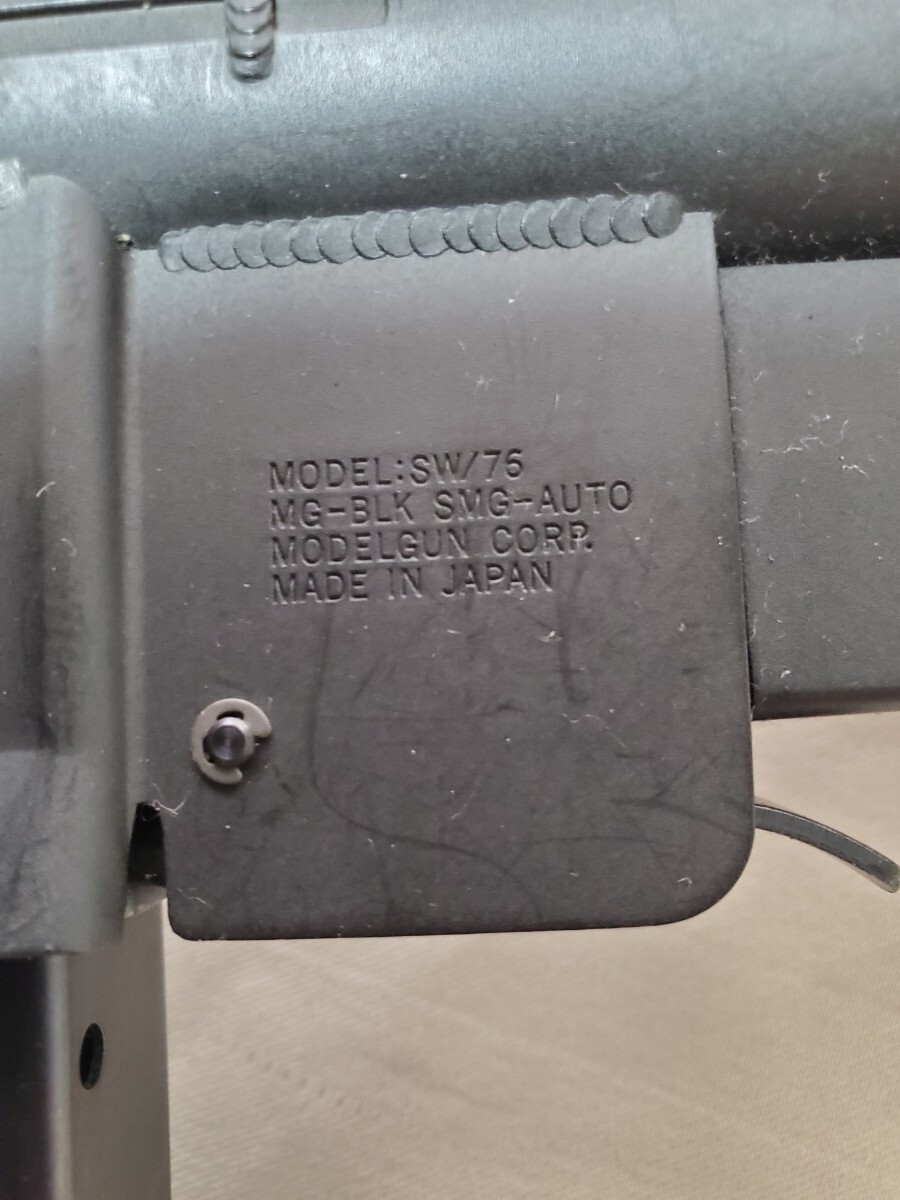 MODEL:SW/76
MG-BLK SMG-AUTO
MODELGUN CORP.
MADE IN JAPAN